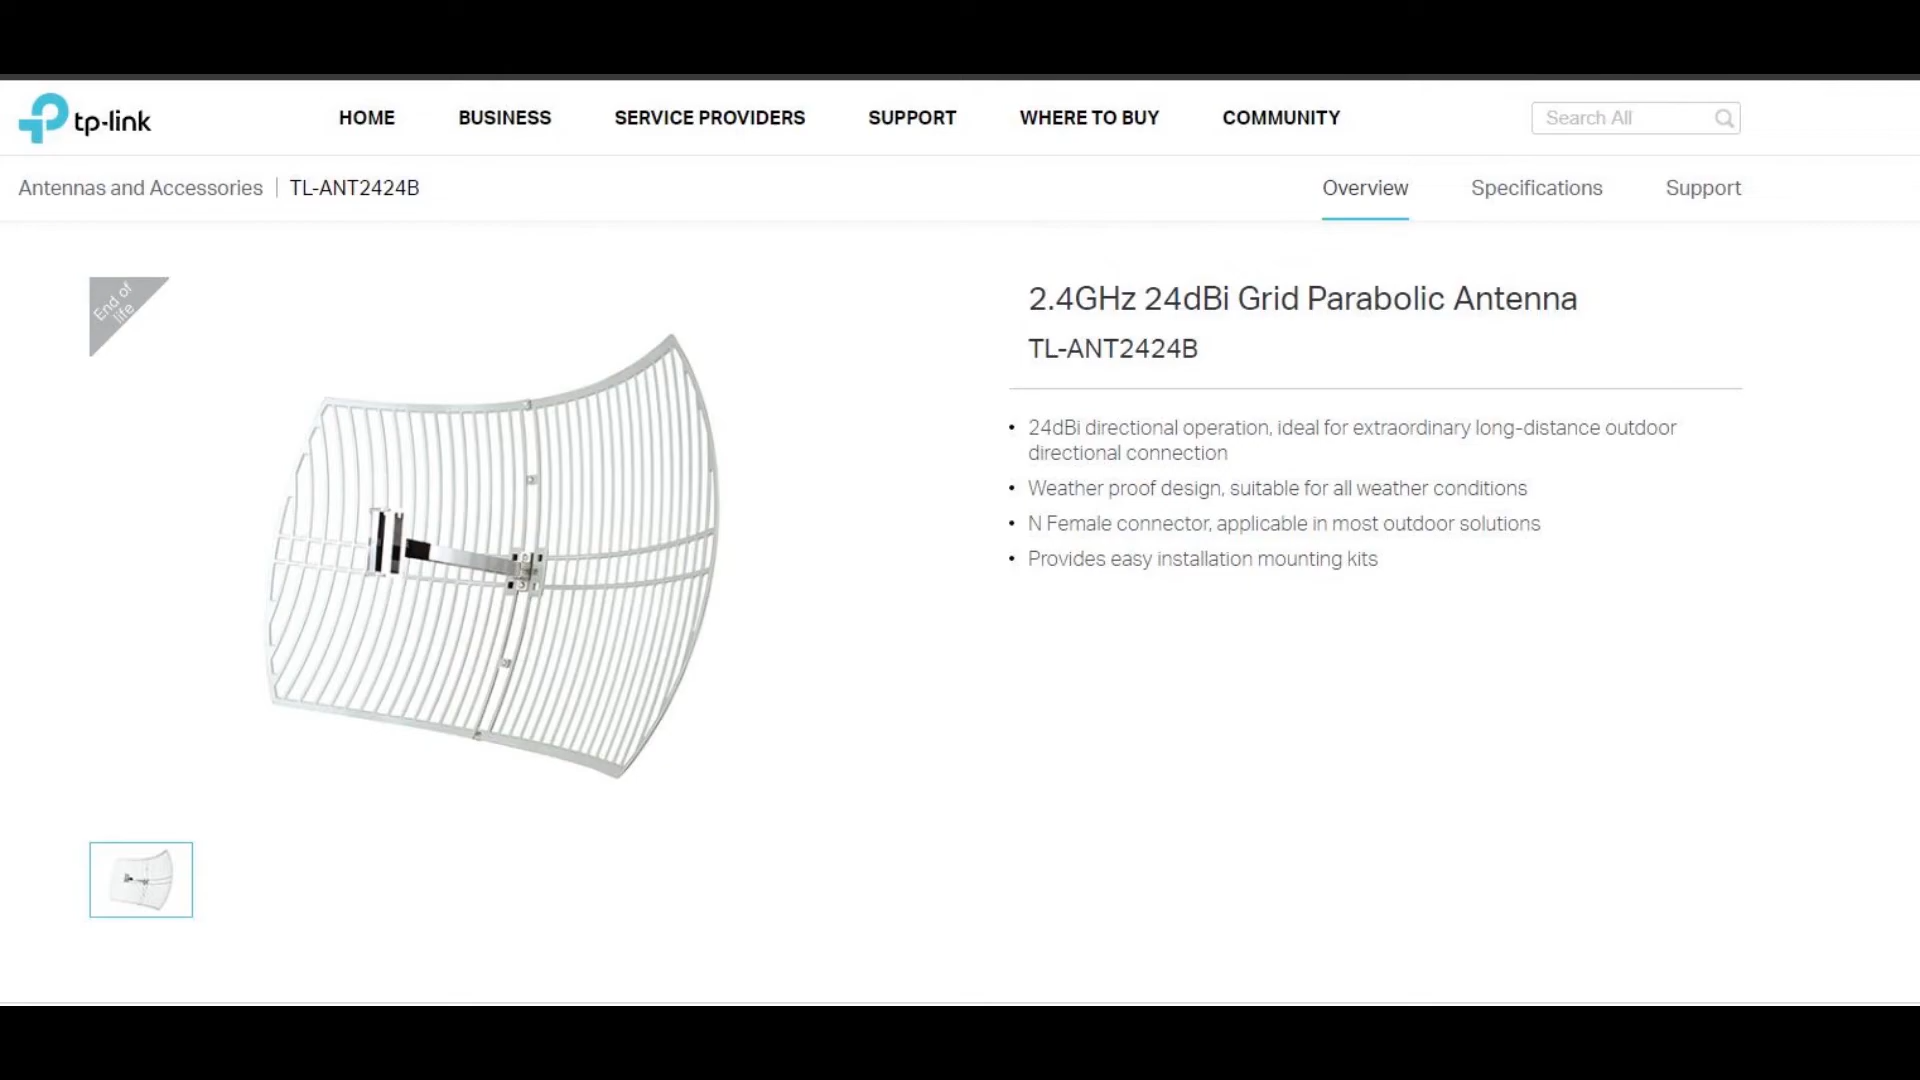 tp-link
HOME
BUSINESS
SERVICE PROVIDERS
SUPPORT
WHERE TO BUY
COMMUNITY
Search All
Antennas and Accessories | TL-ANT2424B
Overview
Specifications
Support
End of
life
2.4GHz 24dBi Grid Parabolic Antenna
TL-ANT2424B
• 24dBi directional operation, ideal for extraordinary long-distance outdoor
directional connection
• Weather proof design, suitable for all weather conditions
• N Female connector, applicable in most outdoor solutions
• Provides easy installation mounting kits